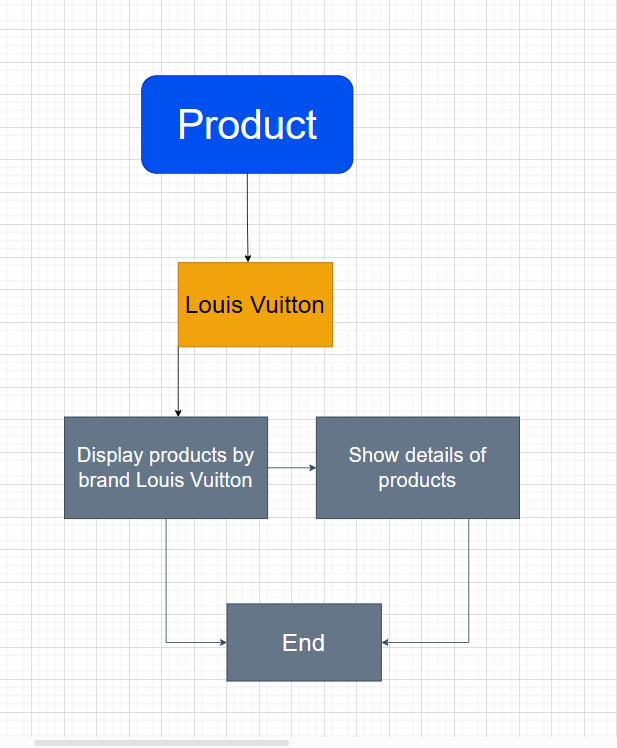 Product
Louis Vuitton
Display products by
brand Louis Vuitton
Show details of
products
End